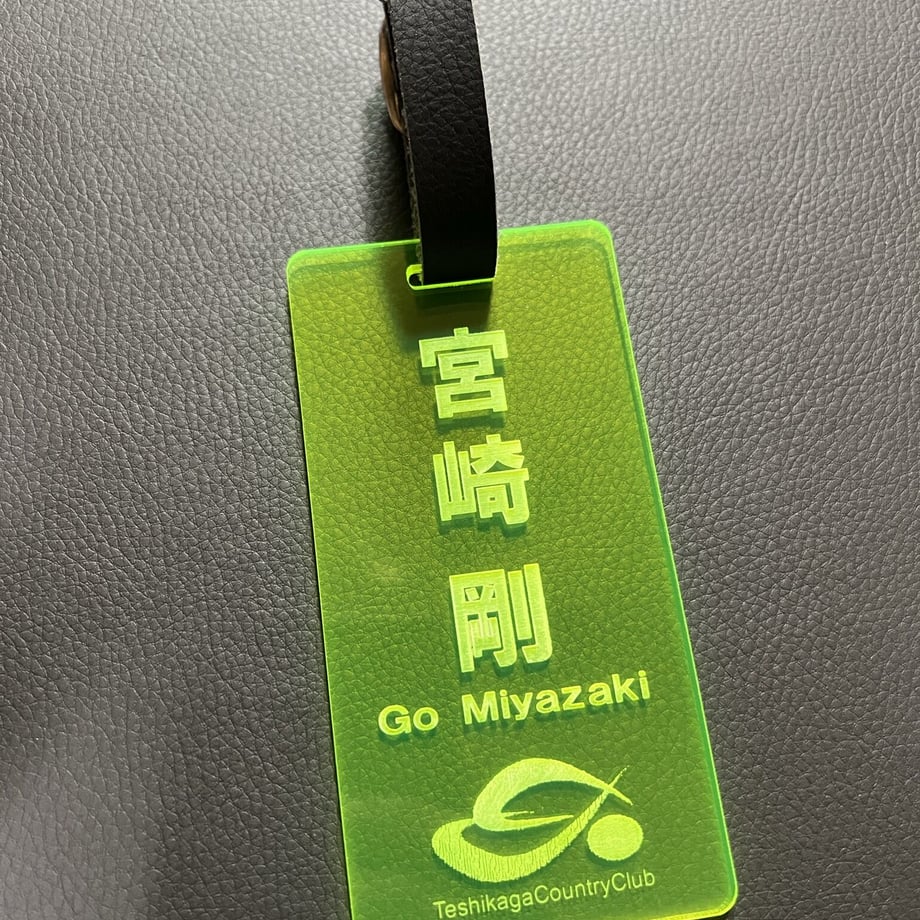 宮崎 剛
Go Miyazaki
TeshikagaCountryClub